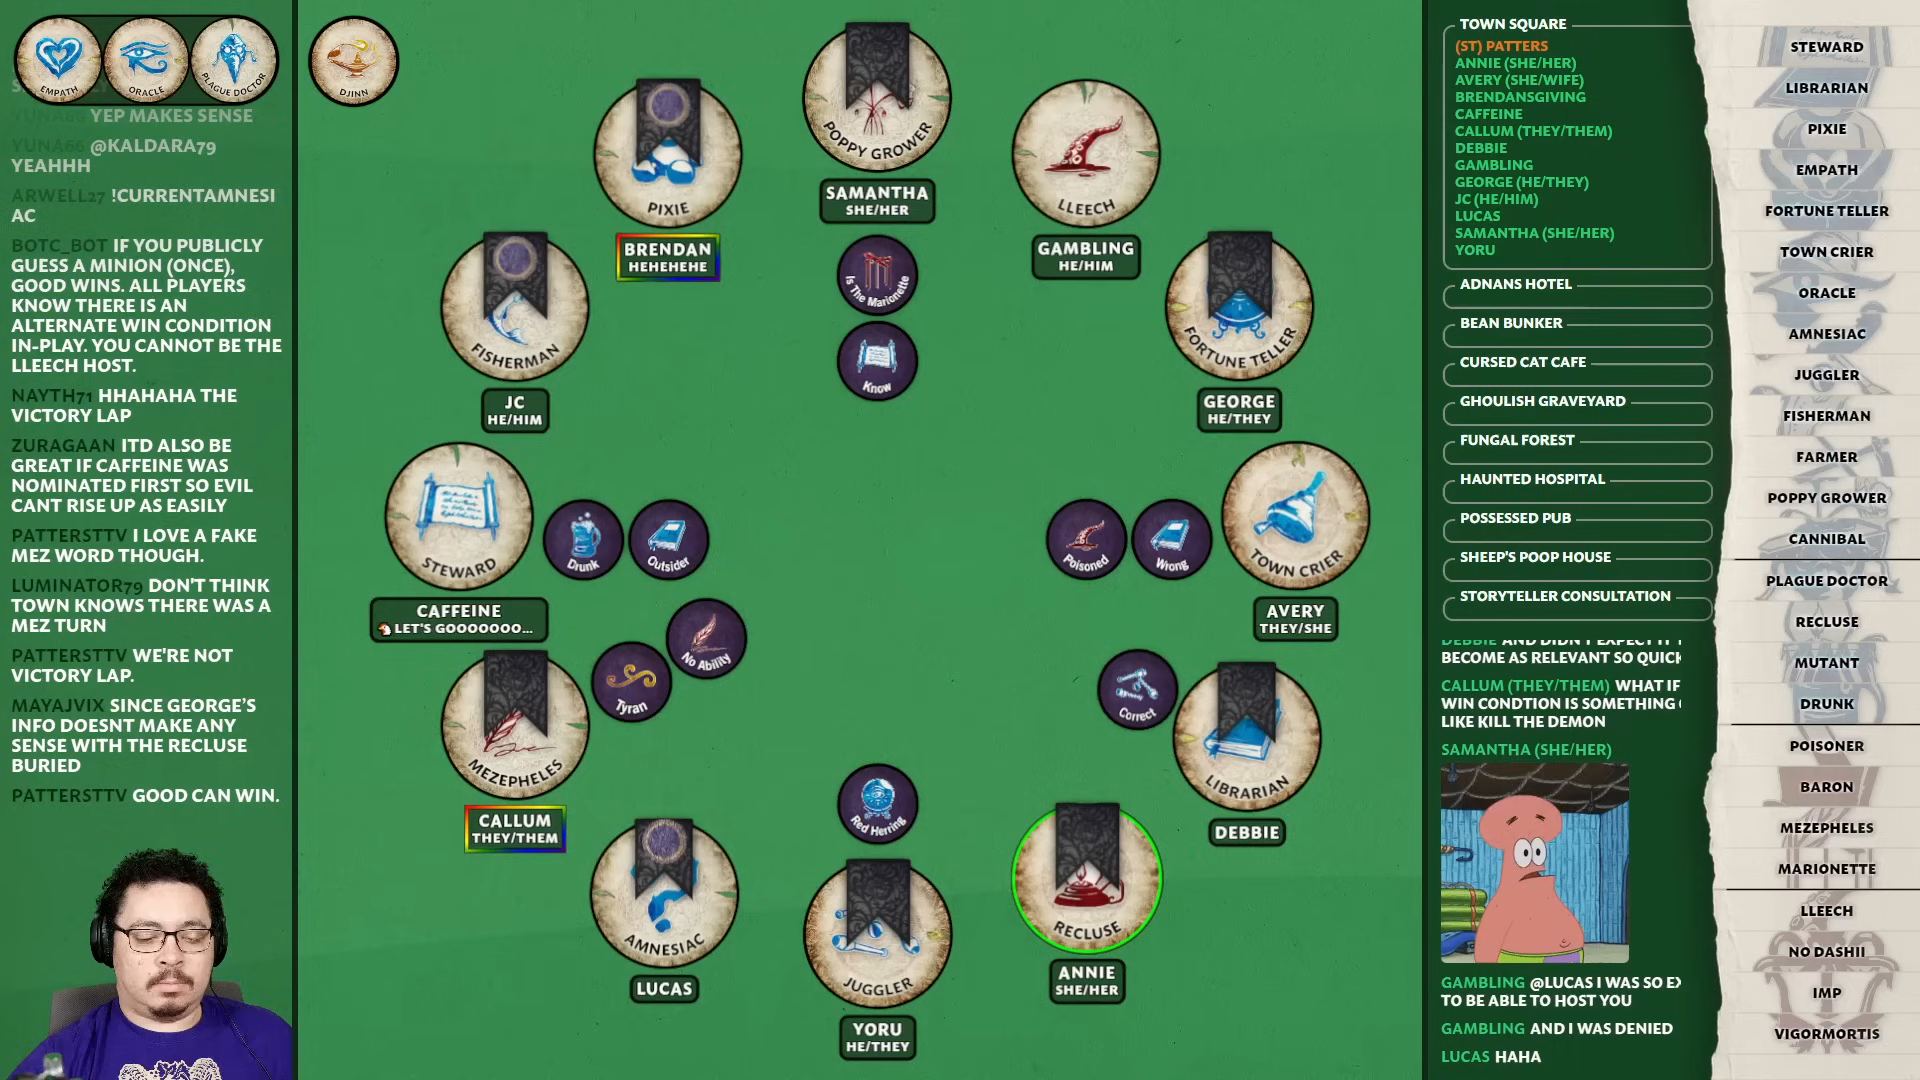 EMPATH
ORACLE
PLAGUE DOCTOR
DJINN
YUNA66 YEP MAKES SENSE
YUNA66 @KALDARA79
YEAHHH
ARWELL27 !CURRENTAMNESI
AC
BOTC_BOT IF YOU PUBLICLY
GUESS A MINION (ONCE),
GOOD WINS. ALL PLAYERS
KNOW THERE IS AN
ALTERNATE WIN CONDITION
IN-PLAY. YOU CANNOT BE THE
LLEECH HOST.
NAYTH71 HHAHAHA THE
VICTORY LAP
ZURAGAAN ITD ALSO BE
GREAT IF CAFFEINE WAS
NOMINATED FIRST SO EVIL
CANT RISE UP AS EASILY
PATTERSTTV I LOVE A FAKE
MEZ WORD THOUGH.
LUMINATOR79 DON'T THINK
TOWN KNOWS THERE WAS A
MEZ TURN
PATTERSTTV WE'RE NOT
VICTORY LAP.
MAYAJVIX SINCE GEORGE'S
INFO DOESNT MAKE ANY
SENSE WITH THE RECLUSE
BURIED
PATTERSTTV GOOD CAN WIN.
POPPY GROWER
SAMANTHA
SHE/HER
Is The Marionette
Know
LLEECH
GAMBLING
HE/HIM
FORTUNE TELLER
GEORGE
HE/THEY
TOWN CRIER
AVERY
THEY/SHE
Poisoned
Wrong
LIBRARIAN
DEBBIE
Correct
RECLUSE
ANNIE
SHE/HER
JUGGLER
YORU
HE/THEY
Red Herring
AMNESIAC
LUCAS
MEZEPHELES
CALLUM
THEY/THEM
Tyran
No Ability
STEWARD
CAFFEINE
LET'S GOOOOOOO...
Drunk
Outsider
FISHERMAN
JC
HE/HIM
PIXIE
BRENDAN
HEHEHEHE
TOWN SQUARE
(ST) PATTERS
ANNIE (SHE/HER)
AVERY (SHE/WIFE)
BRENDANSGIVING
CAFFEINE
CALLUM (THEY/THEM)
DEBBIE
GAMBLING
GEORGE (HE/THEY)
JC (HE/HIM)
LUCAS
SAMANTHA (SHE/HER)
YORU
ADNANS HOTEL
BEAN BUNKER
CURSED CAT CAFE
GHOULISH GRAVEYARD
FUNGAL FOREST
HAUNTED HOSPITAL
POSSESSED PUB
SHEEP'S POOP HOUSE
STORYTELLER CONSULTATION
DEBBIE AND DIDN'T EXPECT IT
BECOME AS RELEVANT SO QUICK
CALLUM (THEY/THEM) WHAT IF
WIN CONDTION IS SOMETHING
LIKE KILL THE DEMON
SAMANTHA (SHE/HER)
GAMBLING @LUCAS I WAS SO EX
TO BE ABLE TO HOST YOU
GAMBLING AND I WAS DENIED
LUCAS HAHA
STEWARD
LIBRARIAN
PIXIE
EMPATH
FORTUNE TELLER
TOWN CRIER
ORACLE
AMNESIAC
JUGGLER
FISHERMAN
FARMER
POPPY GROWER
CANNIBAL
PLAGUE DOCTOR
RECLUSE
MUTANT
DRUNK
POISONER
BARON
MEZEPHELES
MARIONETTE
LLEECH
NO DASHII
IMP
VIGORMORTIS